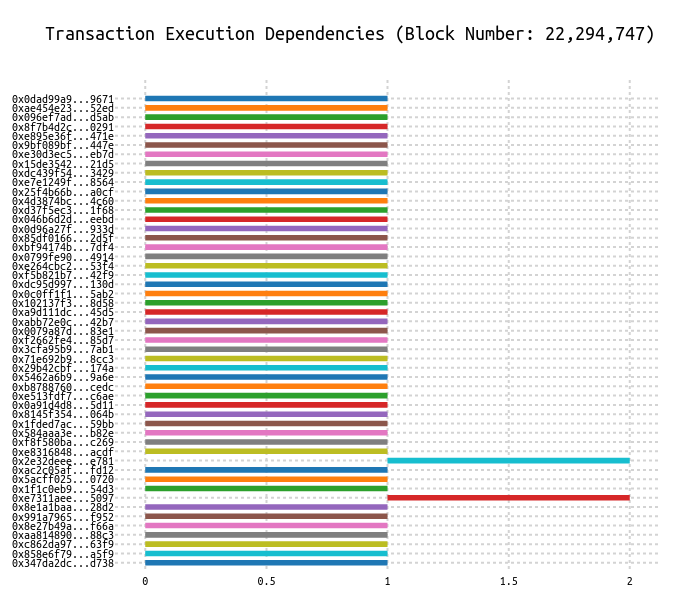 Transaction Execution Dependencies (Block Number: 22,294,747)
0x0dad99a9...9671
0xae454e23...52ed
0x096ef7ad...d5ab
0x8f7b4d2c...0291
0xe895e36f...471e
0x9bf089bf...447e
0xe30d3ec5...eb7d
0x15de3542...21d5
0xdc439f54...3429
0xe7e1249f...8564
0x25f4b66b...a0cf
0x4d3874bc...4c60
0xd37f5ec3...1f68
0x046b6d2d...eebd
0x0d96a27f...933d
0x85df0166...2d5f
0xbf94174b...7df4
0x0799fe90...4914
0xe264cbc2...53f4
0xf5b821b7...42f9
0xdc95d997...130d
0x0c0ff1f1...5ab2
0x102137f3...8d58
0xa9d111dc...45d5
0xabb72e0c...42b7
0x0079a87d...83e1
0xf2662fe4...85d7
0x3cfa95b9...7ab1
0x71e692b9...8cc3
0x29b42cbf...174a
0x5462a6b9...9a6e
0xb8788760...cedc
0xe513fdf7...c6ae
0x0a91d4d8...5d11
0x8145f354...064b
0x1fded7ac...59bb
0x584aaa3e...b82e
0xf8f580ba...c269
0xe8316848...acdf
0x2e32deee...e781
0xac2c05af...fd12
0x5acff025...0720
0x1f1c0eb9...54d3
0xe7311aee...5097
0x8e1a1baa...28d2
0x991a7965...f952
0x8e27b49a...f66a
0xaa814890...88c3
0xc862da97...63f9
0x858e6f79...a5f9
0x347da2dc...d738
0 0.5 1 1.5 2